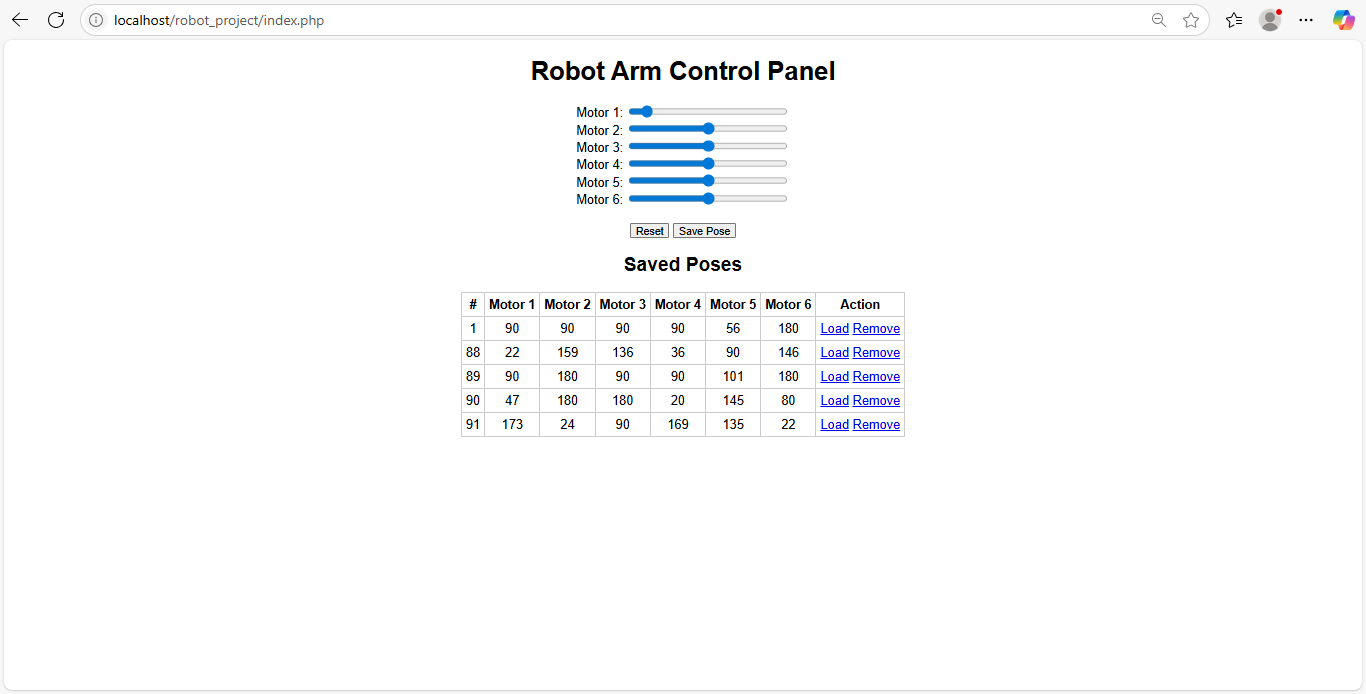 localhost/robot_project/index.php
Robot Arm Control Panel
Motor 1:
Motor 2:
Motor 3:
Motor 4:
Motor 5:
Motor 6:
Reset Save Pose
Saved Poses
# Motor 1 Motor 2 Motor 3 Motor 4 Motor 5 Motor 6 Action
1 90 90 90 90 56 180 Load Remove
88 22 159 136 36 90 146 Load Remove
89 90 180 90 90 101 180 Load Remove
90 47 180 180 20 145 80 Load Remove
91 173 24 90 169 135 22 Load Remove